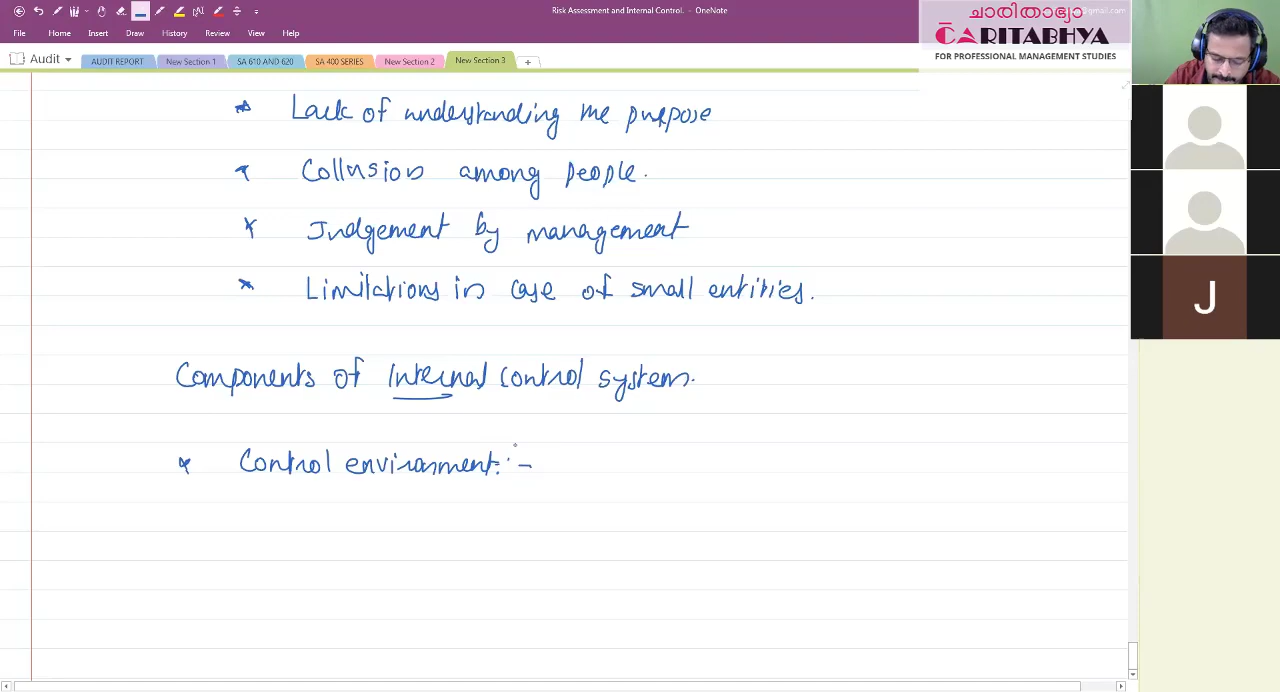 Risk Assessment and Internal Control. - OneNote
File Home Insert Draw History Review View Help
Audit AUDIT REPORT New Section 1 SA 610 AND 620 SA 400 SERIES New Section 2 New Section 3 +
ചാരിതാഭ്യാ
CARITABHYA
FOR PROFESSIONAL MANAGEMENT STUDIES
* Lack of understanding the purpose
* Collusion among people.
* Judgement by management
* Limitations in case of small entities.
Components of Internal control system.
* Control environment:-
J